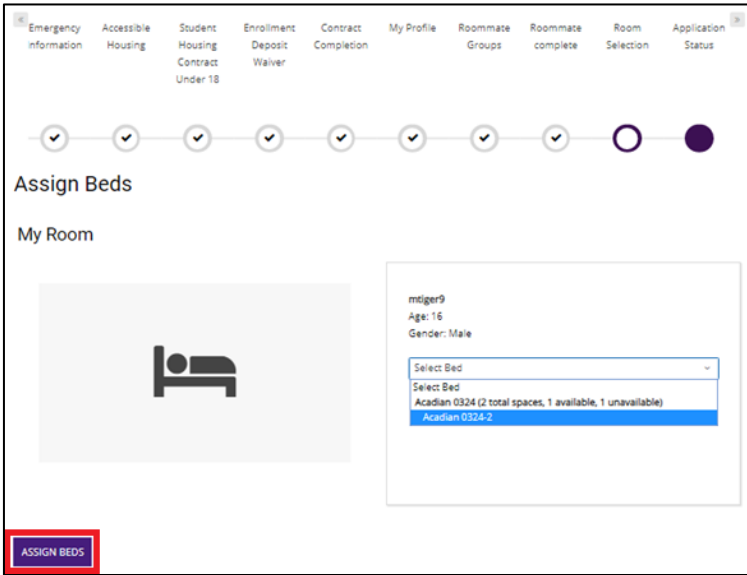 Emergency Information
Accessible Housing
Student Housing Contract Under 18
Enrollment Deposit Waiver
Contract Completion
My Profile
Roommate Groups
Roommate complete
Room Selection
Application Status
Assign Beds
My Room
mtiger9
Age: 16
Gender: Male
Select Bed
Select Bed
Acadian 0324 (2 total spaces, 1 available, 1 unavailable)
Acadian 0324-2
ASSIGN BEDS